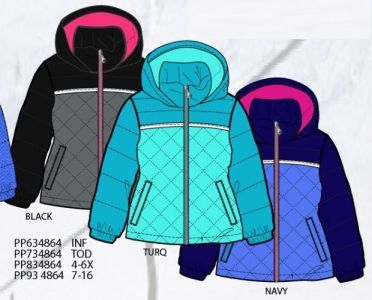 BLACK
TURQ
NAVY
PP634864 INF
PP734864 TOD
PP834864 4-6X
PP93 4864 7-16